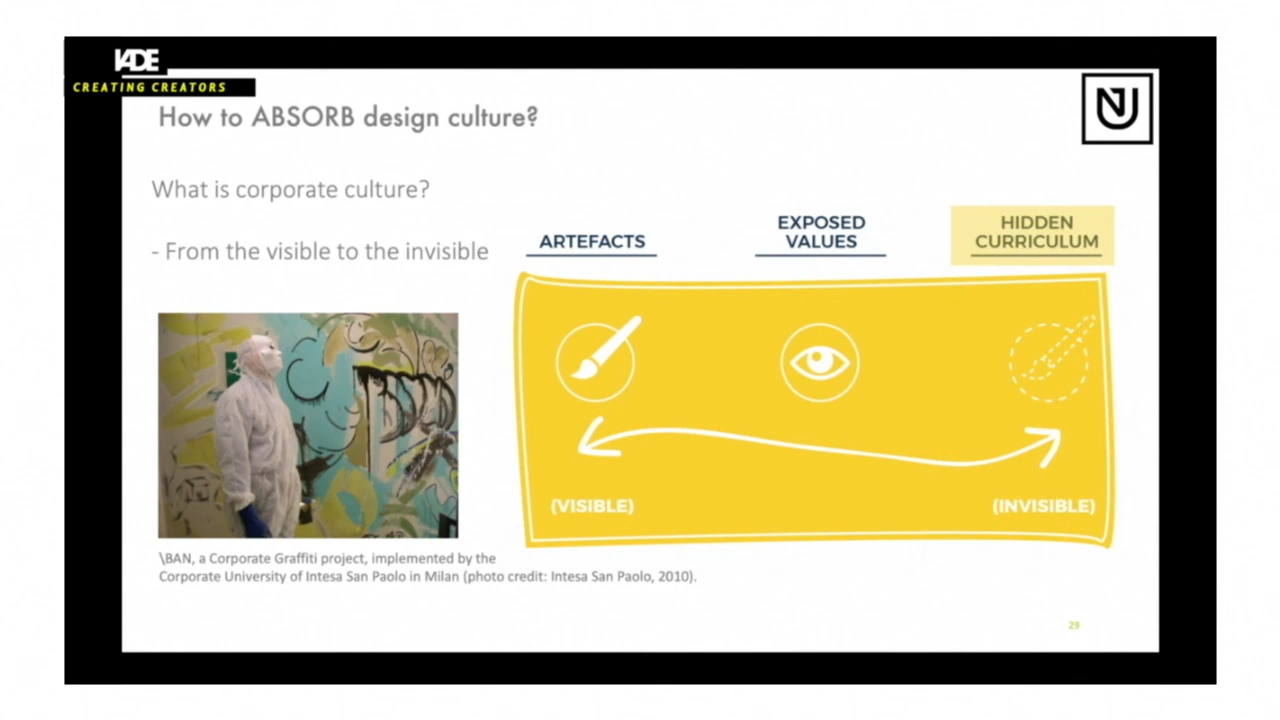 IADE
CREATING CREATORS
How to ABSORB design culture?
What is corporate culture?
- From the visible to the invisible
ARTEFACTS
EXPOSED
VALUES
HIDDEN
CURRICULUM
(VISIBLE)
(INVISIBLE)
\BAN, a Corporate Graffiti project, implemented by the
Corporate University of Intesa San Paolo in Milan (photo credit: Intesa San Paolo, 2010).
29